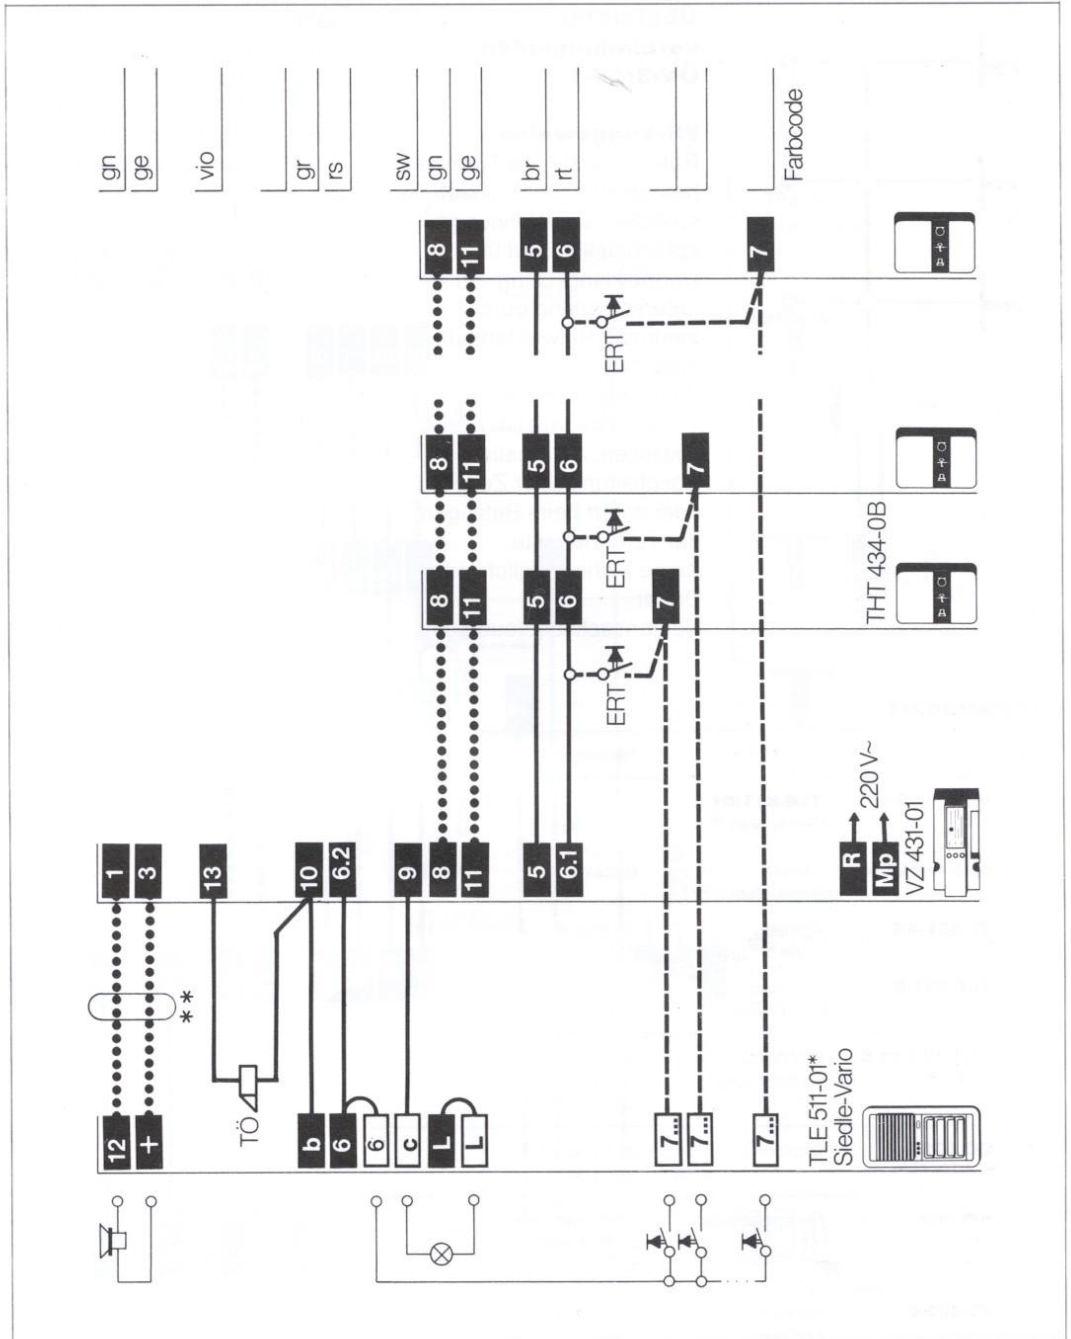 12 1 gn
+ 3 ge
**
13 vio
TÖ
b 10 gr
6 6.2 rs
6
c 9 sw
L 8 8 8 8 gn
L 11 11 11 11 ge
5 5 5 5 br
6.1 6 6 6 rt
ERT ERT ERT
7... 7
7... 7
7... 7
Farbcode
TLE 511-01*
Siedle-Vario
R
Mp
220 V~
VZ 431-01
THT 434-0B